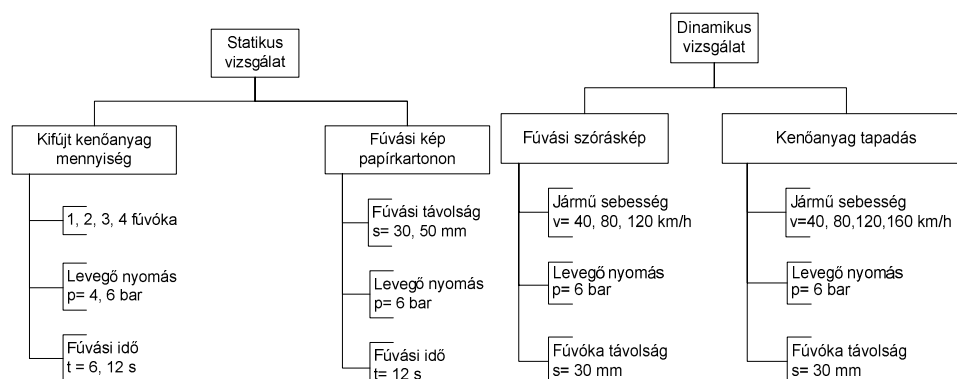 Statikus
vizsgálat
Kifújt kenőanyag
mennyiség
1, 2, 3, 4 fúvóka
Levegő nyomás
p= 4, 6 bar
Fúvási idő
t = 6, 12 s
Fúvási kép
papírkartonon
Fúvási távolság
s= 30, 50 mm
Levegő nyomás
p= 6 bar
Fúvási idő
t= 12 s
Dinamikus
vizsgálat
Fúvási szóráskép
Jármű sebesség
v= 40, 80, 120 km/h
Levegő nyomás
p= 6 bar
Fúvóka távolság
s= 30 mm
Kenőanyag tapadás
Jármű sebesség
v=40, 80,120,160 km/h
Levegő nyomás
p= 6 bar
Fúvóka távolság
s= 30 mm